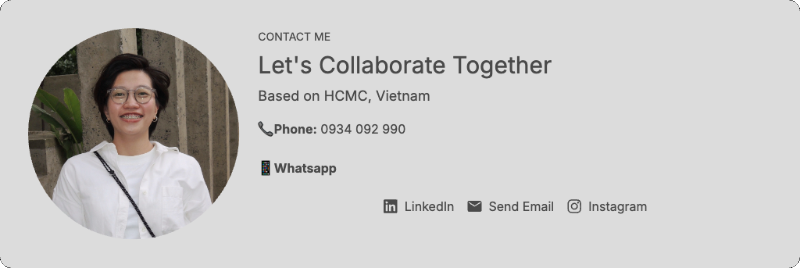 CONTACT ME
Let's Collaborate Together
Based on HCMC, Vietnam
📞Phone: 0934 092 990
📱Whatsapp
LinkedIn Send Email Instagram